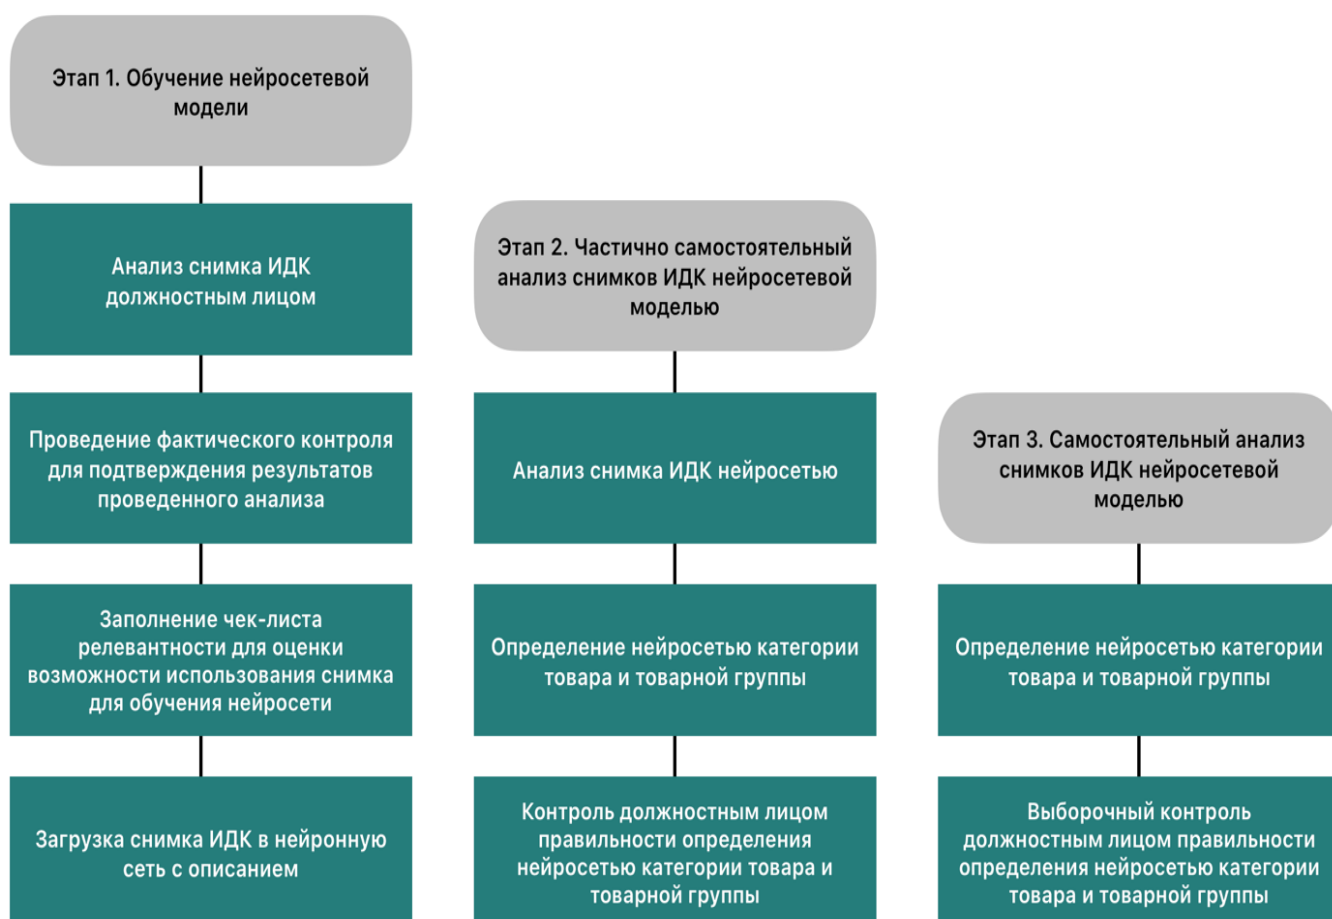 Этап 1. Обучение нейросетевой
модели
Анализ снимка ИДК
должностным лицом
Проведение фактического контроля
для подтверждения результатов
проведенного анализа
Заполнение чек-листа
релевантности для оценки
возможности использования снимка
для обучения нейросети
Загрузка снимка ИДК в нейронную
сеть с описанием
Этап 2. Частично самостоятельный
анализ снимков ИДК нейросетевой
моделью
Анализ снимка ИДК нейросетью
Определение нейросетью категории
товара и товарной группы
Контроль должностным лицом
правильности определения
нейросетью категории товара и
товарной группы
Этап 3. Самостоятельный анализ
снимков ИДК нейросетевой
моделью
Определение нейросетью категории
товара и товарной группы
Выборочный контроль
должностным лицом правильности
определения нейросетью категории
товара и товарной группы